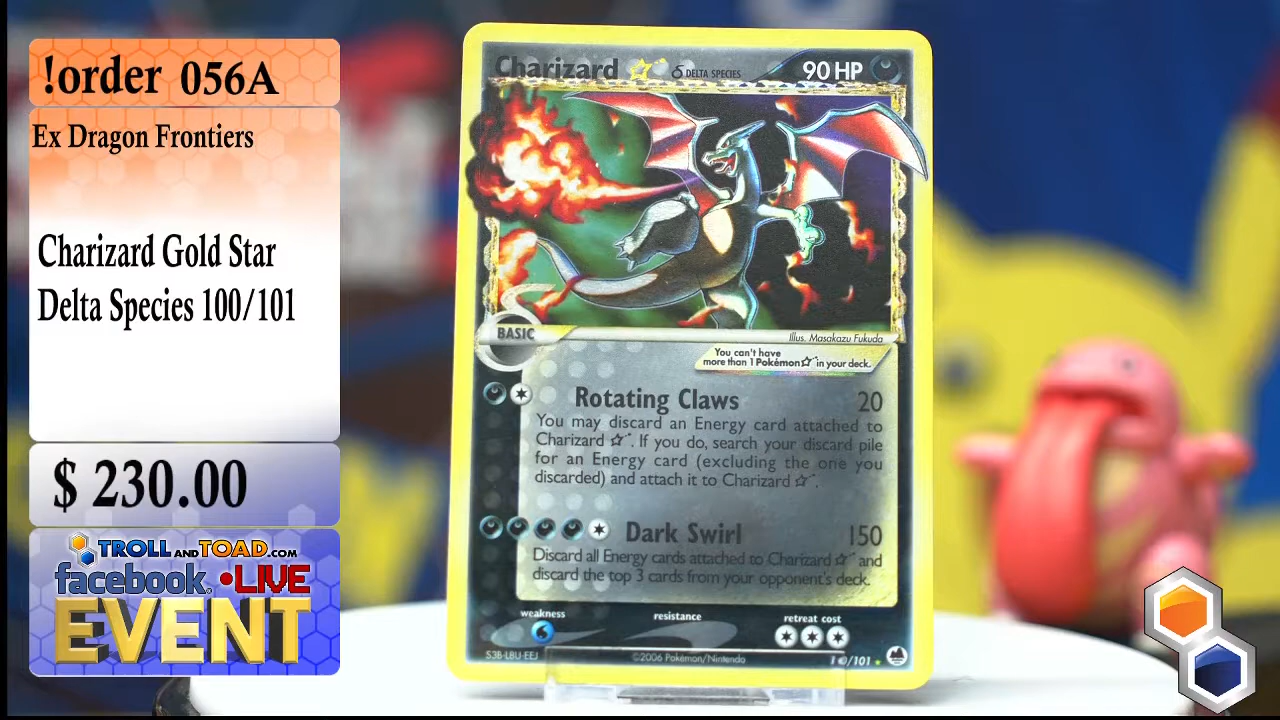 !order 056A
Ex Dragon Frontiers
Charizard Gold Star
Delta Species 100/101
$ 230.00
TROLL AND TOAD.COM
facebook. •LIVE
EVENT
Charizard ☆ δ DELTA SPECIES 90 HP
BASIC
Illus. Masakazu Fukuda
You can't have
more than 1 Pokémon ☆ in your deck.
Rotating Claws 20
You may discard an Energy card attached to
Charizard ☆. If you do, search your discard pile
for an Energy card (excluding the one you
discarded) and attach it to Charizard ☆.
Dark Swirl 150
Discard all Energy cards attached to Charizard ☆ and
discard the top 3 cards from your opponent's deck.
weakness resistance retreat cost
S3B-LBU-EEJ ©2006 Pokémon/Nintendo 100/101 ★